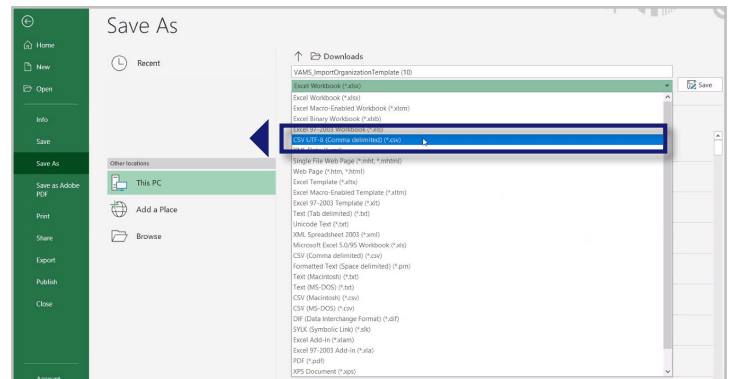 Save As
Home
New
Open
Info
Save
Save As
Save as Adobe
PDF
Print
Share
Export
Publish
Close
Account
Recent
Other locations
This PC
Add a Place
Browse
Downloads
VAMS_ImportOrganizationTemplate (10)
Excel Workbook (*.xlsx)
Save
Excel Workbook (*.xlsx)
Excel Macro-Enabled Workbook (*.xlsm)
Excel Binary Workbook (*.xlsb)
Excel 97-2003 Workbook (*.xls)
CSV UTF-8 (Comma delimited) (*.csv)
Single File Web Page (*.mht, *.mhtml)
Web Page (*.htm, *.html)
Excel Template (*.xltx)
Excel Macro-Enabled Template (*.xltm)
Excel 97-2003 Template (*.xlt)
Text (Tab delimited) (*.txt)
Unicode Text (*.txt)
XML Spreadsheet 2003 (*.xml)
Microsoft Excel 5.0/95 Workbook (*.xls)
CSV (Comma delimited) (*.csv)
Formatted Text (Space delimited) (*.prn)
Text (Macintosh) (*.txt)
Text (MS-DOS) (*.txt)
CSV (Macintosh) (*.csv)
CSV (MS-DOS) (*.csv)
DIF (Data Interchange Format) (*.dif)
SYLK (Symbolic Link) (*.slk)
Excel Add-in (*.xlam)
Excel 97-2003 Add-in (*.xla)
PDF (*.pdf)
XPS Document (*.xps)